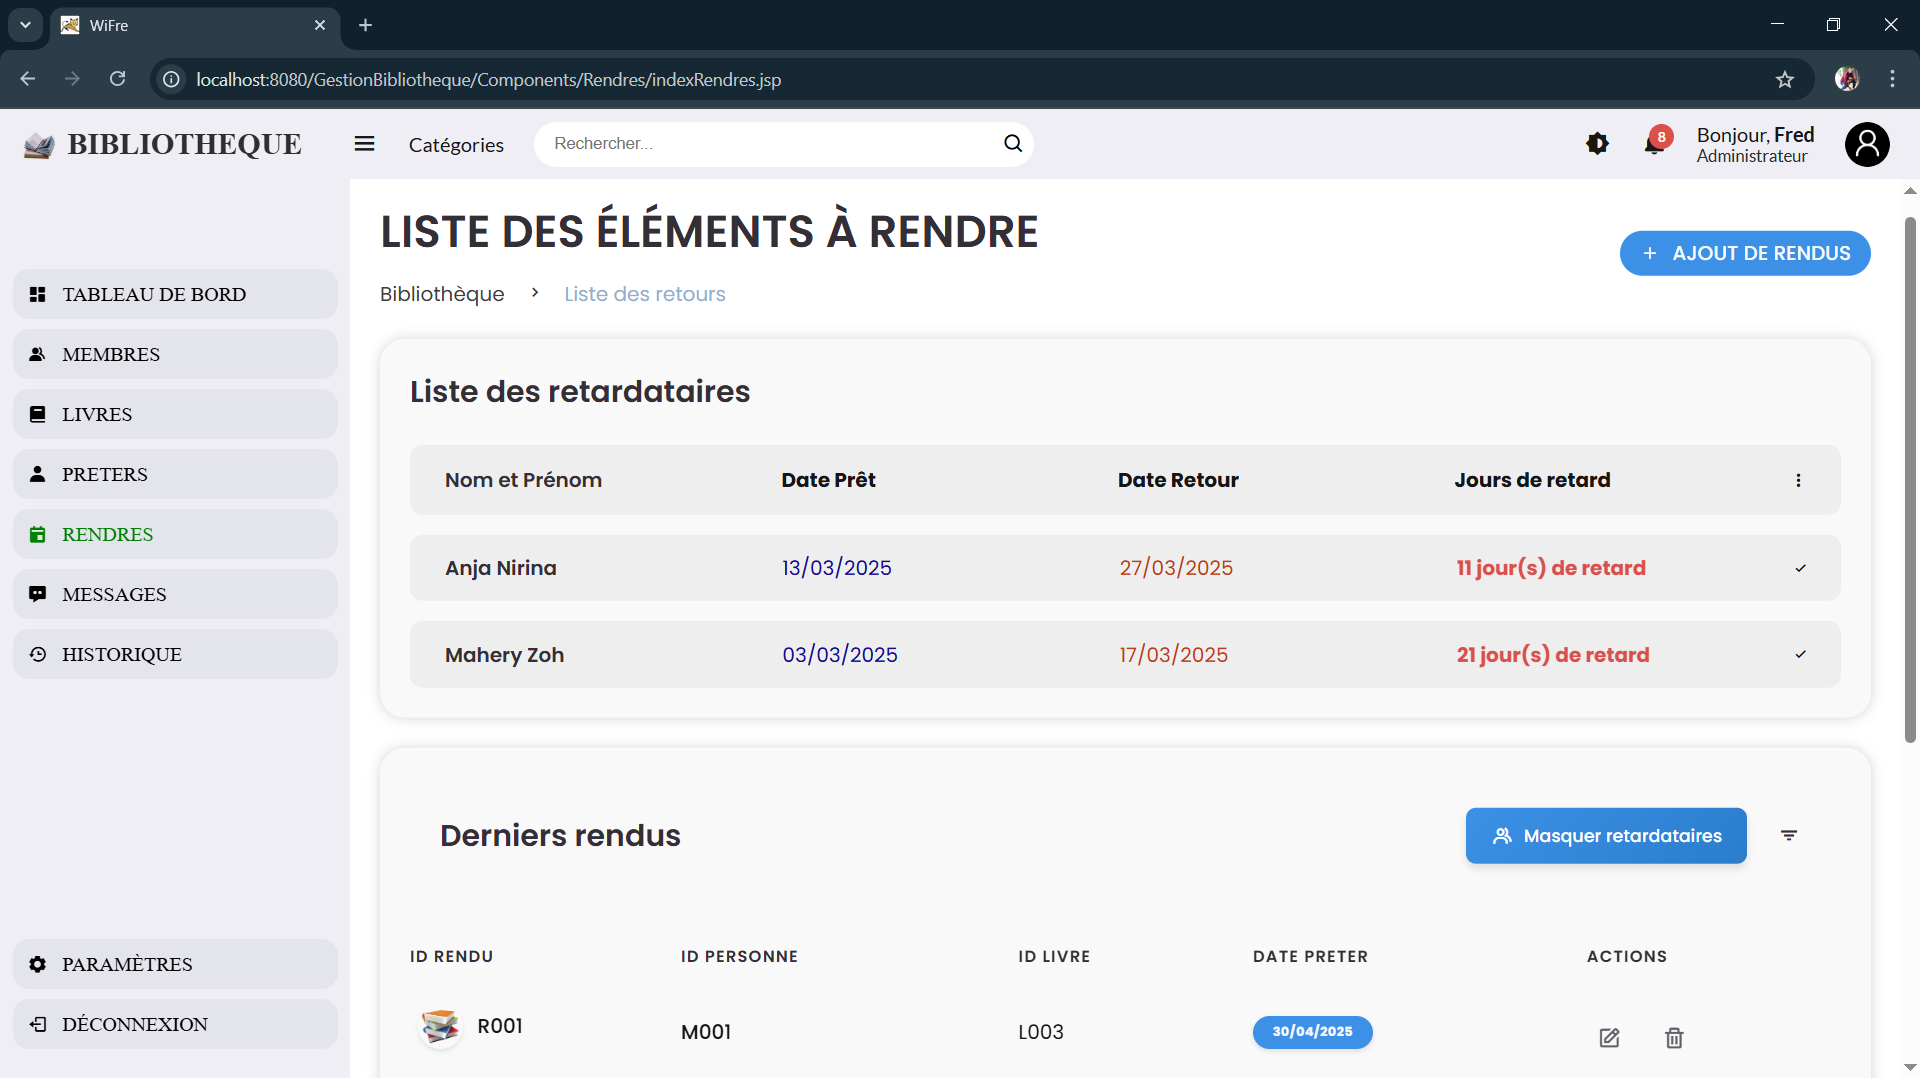 WiFre
localhost:8080/GestionBibliotheque/Components/Rendres/indexRendres.jsp
BIBLIOTHEQUE
Catégories
Rechercher...
8
Bonjour, Fred
Administrateur
TABLEAU DE BORD
MEMBRES
LIVRES
PRETERS
RENDRES
MESSAGES
HISTORIQUE
PARAMÈTRES
DÉCONNEXION
LISTE DES ÉLÉMENTS À RENDRE
Bibliothèque > Liste des retours
+ AJOUT DE RENDUS
Liste des retardataires
Nom et Prénom Date Prêt Date Retour Jours de retard
Anja Nirina 13/03/2025 27/03/2025 11 jour(s) de retard
Mahery Zoh 03/03/2025 17/03/2025 21 jour(s) de retard
Derniers rendus
Masquer retardataires
ID RENDU ID PERSONNE ID LIVRE DATE PRETER ACTIONS
R001 M001 L003 30/04/2025